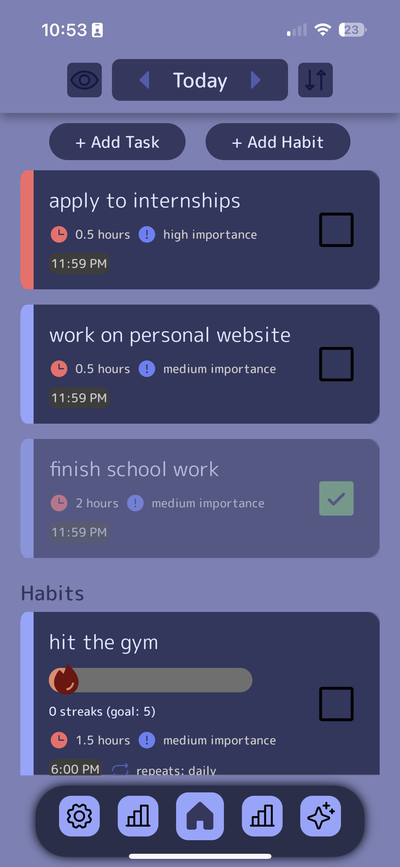 10:53
23
Today
+ Add Task
+ Add Habit
apply to internships
0.5 hours
! high importance
11:59 PM
work on personal website
0.5 hours
! medium importance
11:59 PM
finish school work
2 hours
! medium importance
11:59 PM
Habits
hit the gym
0 streaks (goal: 5)
1.5 hours
! medium importance
6:00 PM
repeats: daily